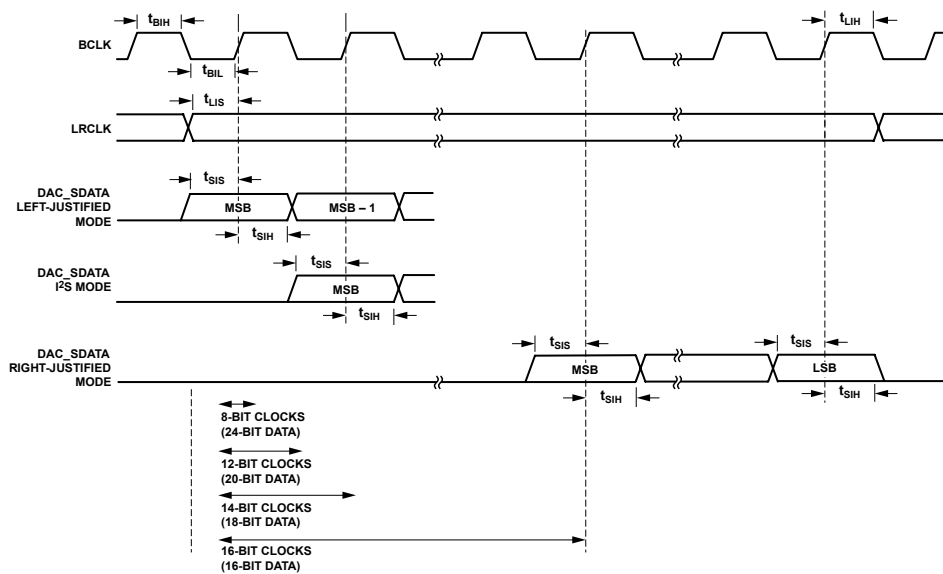 tBIH
tLIH
BCLK
tBIL
tLIS
LRCLK
DAC_SDATA
LEFT-JUSTIFIED
MODE
tSIS
MSB
MSB – 1
tSIH
DAC_SDATA
I²S MODE
tSIS
MSB
tSIH
DAC_SDATA
RIGHT-JUSTIFIED
MODE
tSIS
tSIS
MSB
LSB
tSIH
tSIH
8-BIT CLOCKS
(24-BIT DATA)
12-BIT CLOCKS
(20-BIT DATA)
14-BIT CLOCKS
(18-BIT DATA)
16-BIT CLOCKS
(16-BIT DATA)